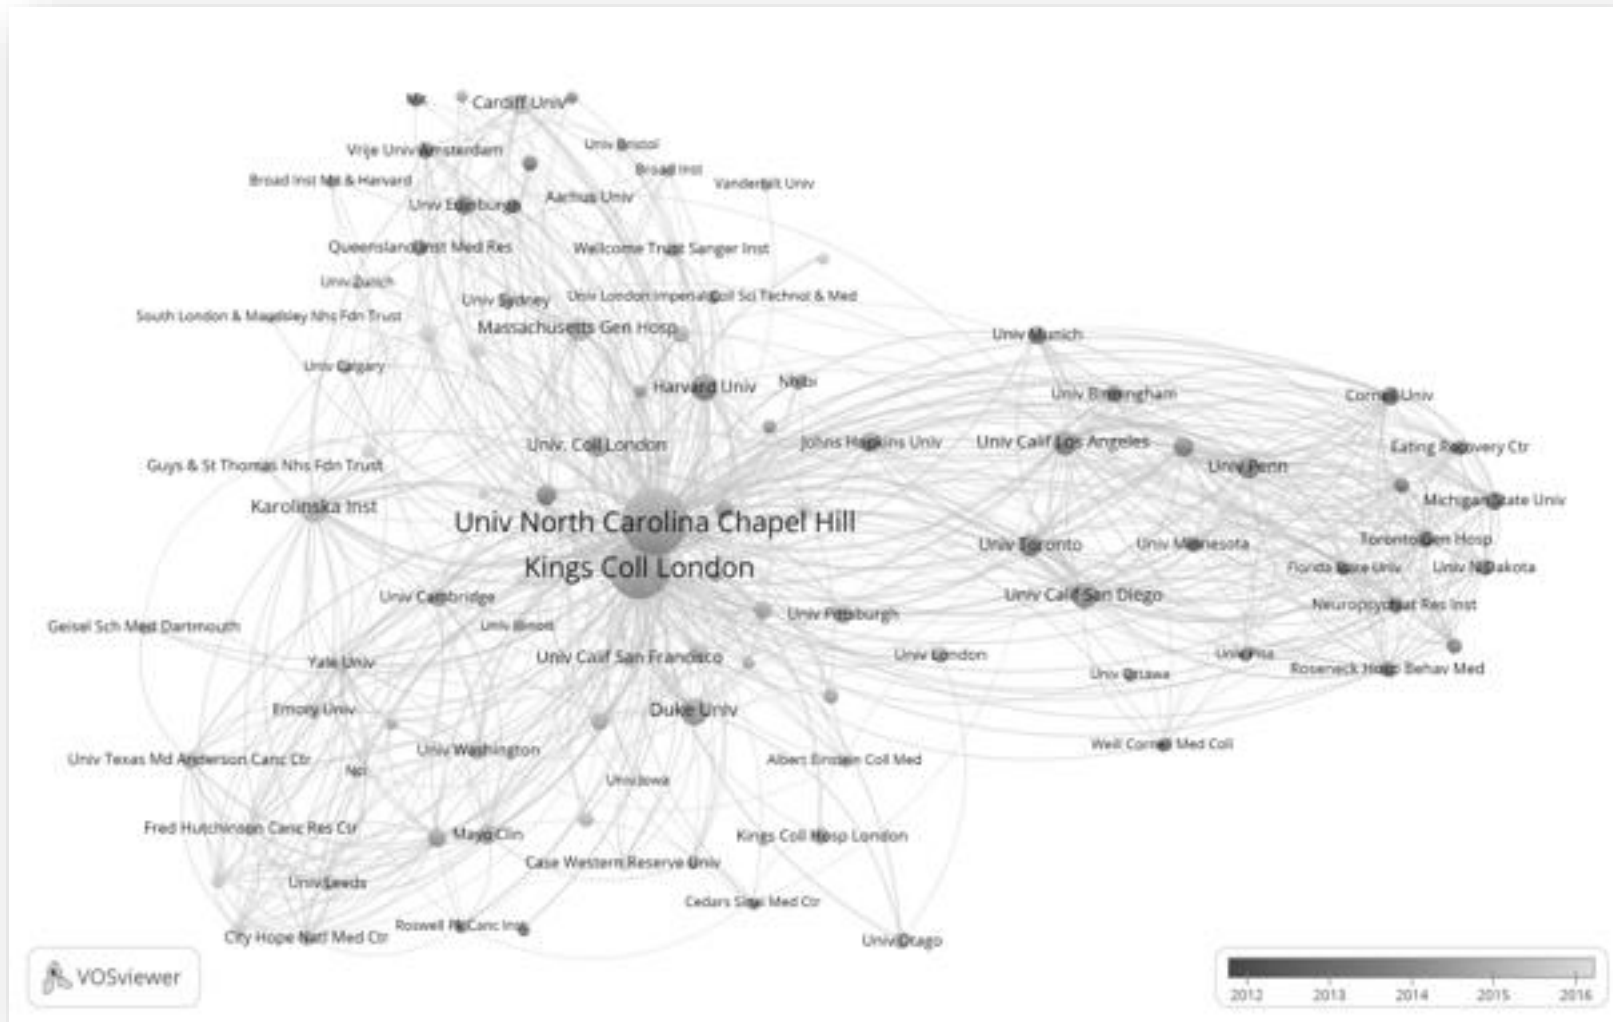 Cardiff Univ
Vrije Univ Amsterdam
Univ Bristol
Broad Inst
Broad Inst Mit & Harvard
Vanderbilt Univ
Univ Edinburgh
Aarhus Univ
Queensland Inst Med Res
Wellcome Trust Sanger Inst
Univ Zurich
Univ Sydney
Univ London Imperial Coll Sci Technol & Med
South London & Maudsley Nhs Fdn Trust
Massachusetts Gen Hosp
Univ Munich
Univ Calgary
Harvard Univ
Nhlbi
Univ Birmingham
Cornell Univ
Univ. Coll London
Johns Hopkins Univ
Univ Calif Los Angeles
Eating Recovery Ctr
Guys & St Thomas Nhs Fdn Trust
Univ Penn
Karolinska Inst
Michigan State Univ
Univ North Carolina Chapel Hill
Univ Toronto
Univ Minnesota
Toronto Gen Hosp
Kings Coll London
Florida State Univ
Univ N Dakota
Univ Cambridge
Univ Calif San Diego
Neuropsychiat Res Inst
Geisel Sch Med Dartmouth
Univ Illinois
Univ Pittsburgh
Yale Univ
Univ Calif San Francisco
Univ London
Univ Pisa
Univ Ottawa
Roseneck Hosp Behav Med
Emory Univ
Duke Univ
Univ Texas Md Anderson Canc Ctr
Nci
Univ Washington
Albert Einstein Coll Med
Weill Cornell Med Coll
Univ Iowa
Fred Hutchinson Canc Res Ctr
Mayo Clin
Kings Coll Hosp London
Case Western Reserve Univ
Univ Leeds
Cedars Sinai Med Ctr
City Hope Natl Med Ctr
Roswell Pk Canc Inst
Univ Otago
VOSviewer
2012 2013 2014 2015 2016